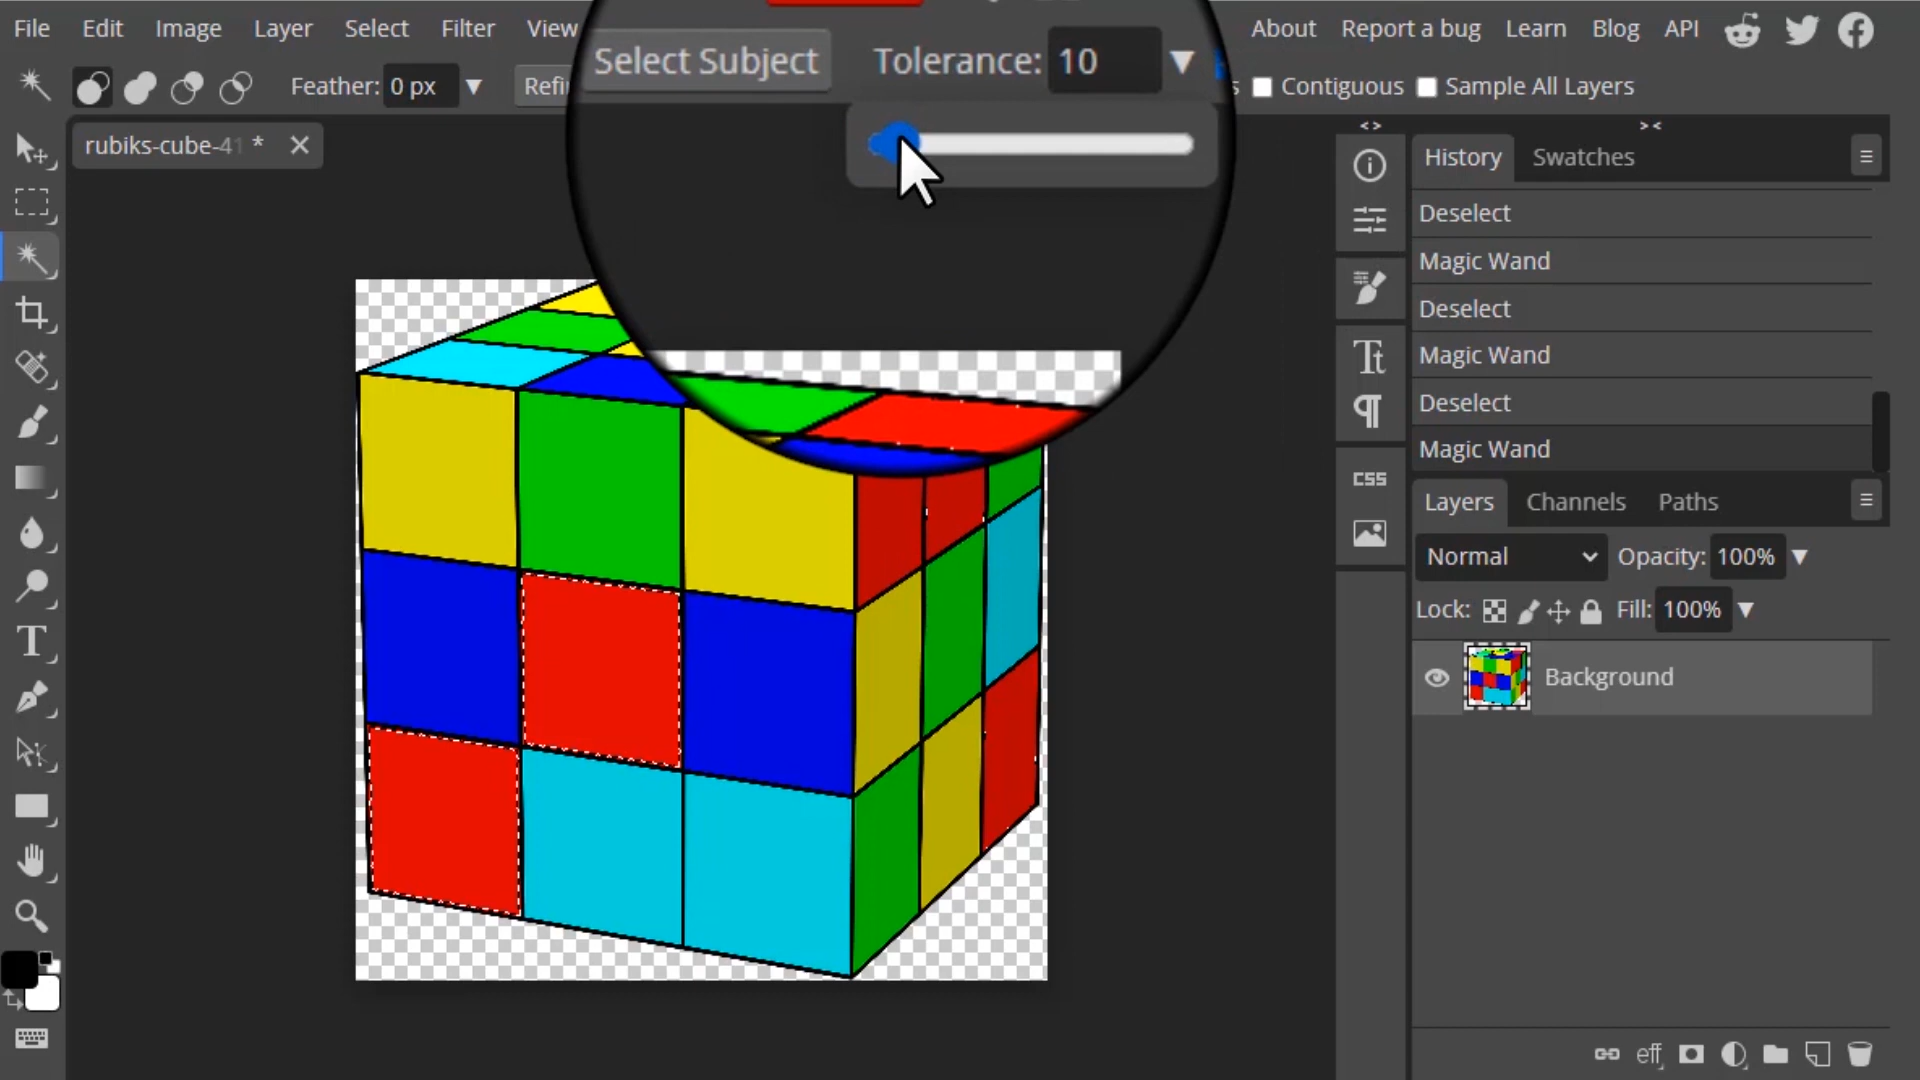 File Edit Image Layer Select Filter View
About Report a bug Learn Blog API
Select Subject Tolerance: 10
Feather: 0 px
Contiguous Sample All Layers
rubiks-cube-41 *
History Swatches
Deselect
Magic Wand
Deselect
Magic Wand
Deselect
Magic Wand
CSS
Layers Channels Paths
Normal Opacity: 100%
Lock: Fill: 100%
Background
eff